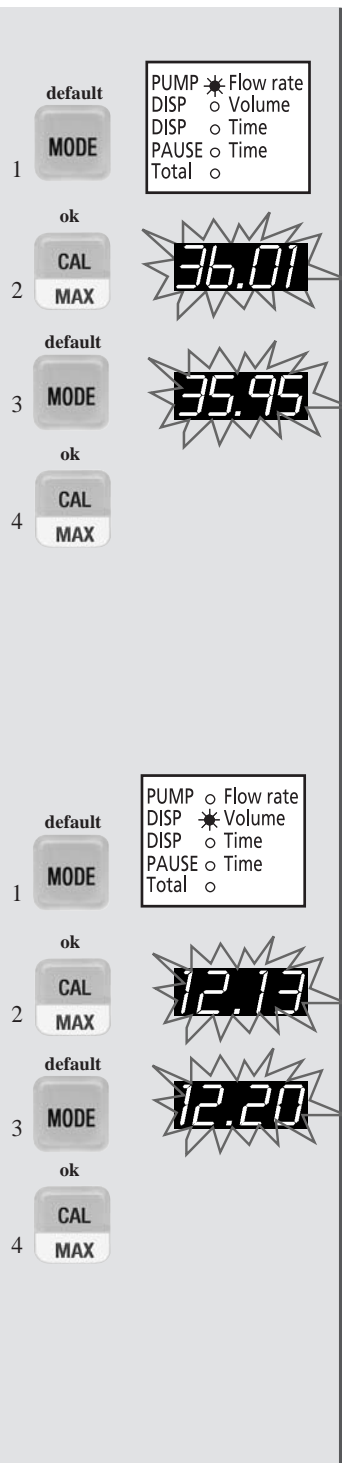 default
PUMP Flow rate
DISP Volume
DISP Time
PAUSE Time
Total
1 MODE
ok
CAL
36.01
2 MAX
default
3 MODE 35.95
ok
CAL
4 MAX
PUMP Flow rate
DISP Volume
DISP Time
PAUSE Time
Total
default
1 MODE
ok
CAL
12.13
2 MAX
default
3 MODE 12.20
ok
CAL
4 MAX